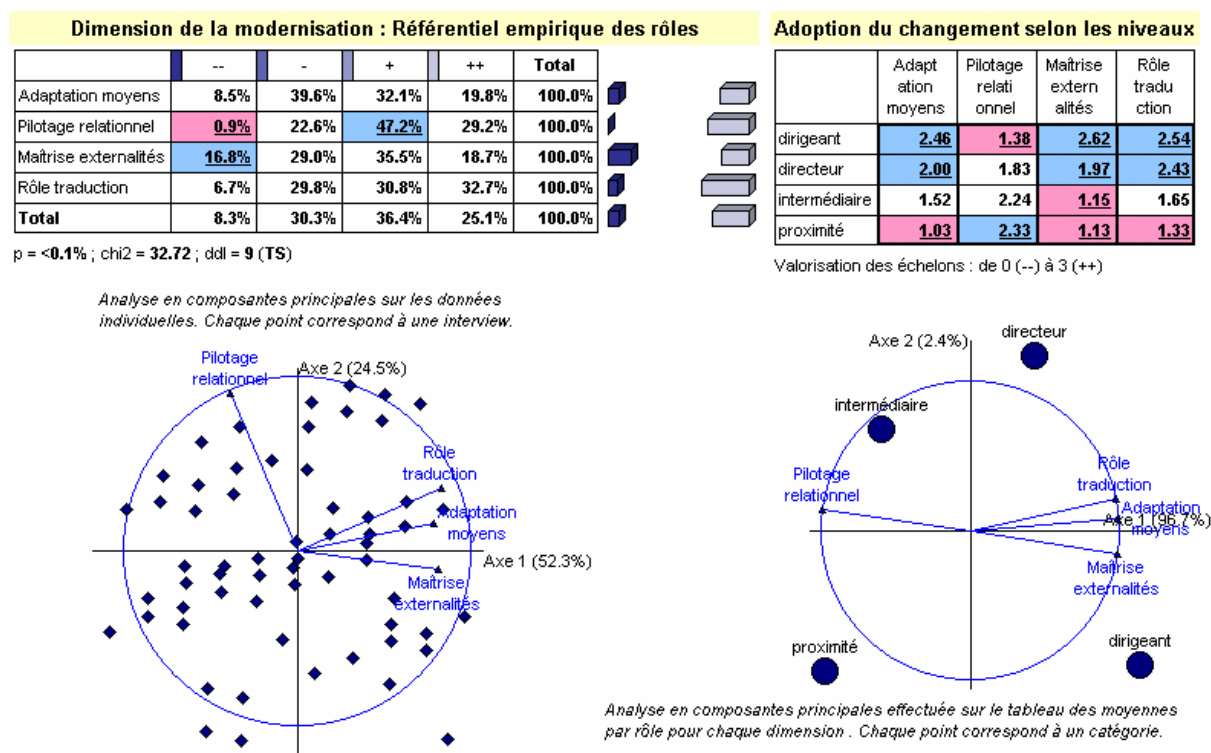 Dimension de la modernisation : Référentiel empirique des rôles
-- - + ++ Total
Adaptation moyens 8.5% 39.6% 32.1% 19.8% 100.0%
Pilotage relationnel 0.9% 22.6% 47.2% 29.2% 100.0%
Maîtrise externalités 16.8% 29.0% 35.5% 18.7% 100.0%
Rôle traduction 6.7% 29.8% 30.8% 32.7% 100.0%
Total 8.3% 30.3% 36.4% 25.1% 100.0%
p = <0.1% ; chi2 = 32.72 ; ddl = 9 (TS)
Adoption du changement selon les niveaux
Adapt Pilotage Maîtrise Rôle
ation relati extern tradu
moyens onnel alités ction
dirigeant 2.46 1.38 2.62 2.54
directeur 2.00 1.83 1.97 2.43
intermédiaire 1.52 2.24 1.15 1.65
proximité 1.03 2.33 1.13 1.33
Valorisation des échelons : de 0 (--) à 3 (++)
Analyse en composantes principales sur les données
individuelles. Chaque point correspond à une interview.
Pilotage
relationnel
Axe 2 (24.5%)
Rôle
traduction
Adaptation
moyens
Axe 1 (52.3%)
Maîtrise
externalités
directeur
Axe 2 (2.4%)
intermédiaire
Pilotage
relationnel
Rôle
traduction
Adaptation
Axe 1 (96.7%)
moyens
Maîtrise
externalités
proximité
dirigeant
Analyse en composantes principales effectuée sur le tableau des moyennes
par rôle pour chaque dimension . Chaque point correspond à un catégorie.